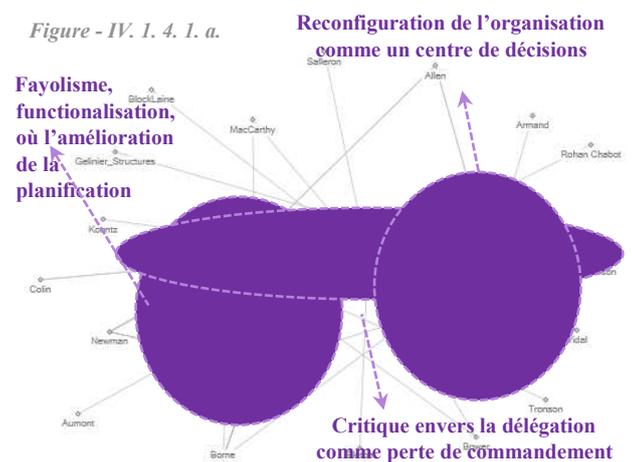 Figure - IV. 1. 4. 1. a.
Reconfiguration de l’organisation
comme un centre de décisions
Salleron
Allen
Fayolisme,
functionalisation,
où l’amélioration
de la
planification
BlockLaine
MacCarthy
Armand
Rohan Chabot
Gelinier_Structures
Koontz
Colin
Newman
Aumont
Tronson
Borne
Bower
Critique envers la délégation
comme perte de commandement